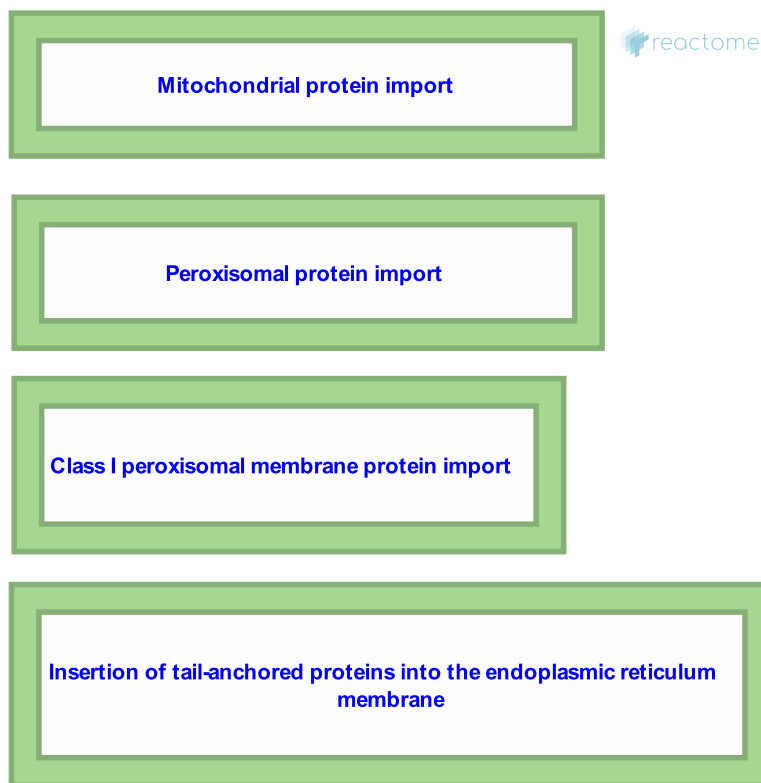 reactome
Mitochondrial protein import
Peroxisomal protein import
Class I peroxisomal membrane protein import
Insertion of tail-anchored proteins into the endoplasmic reticulum
membrane